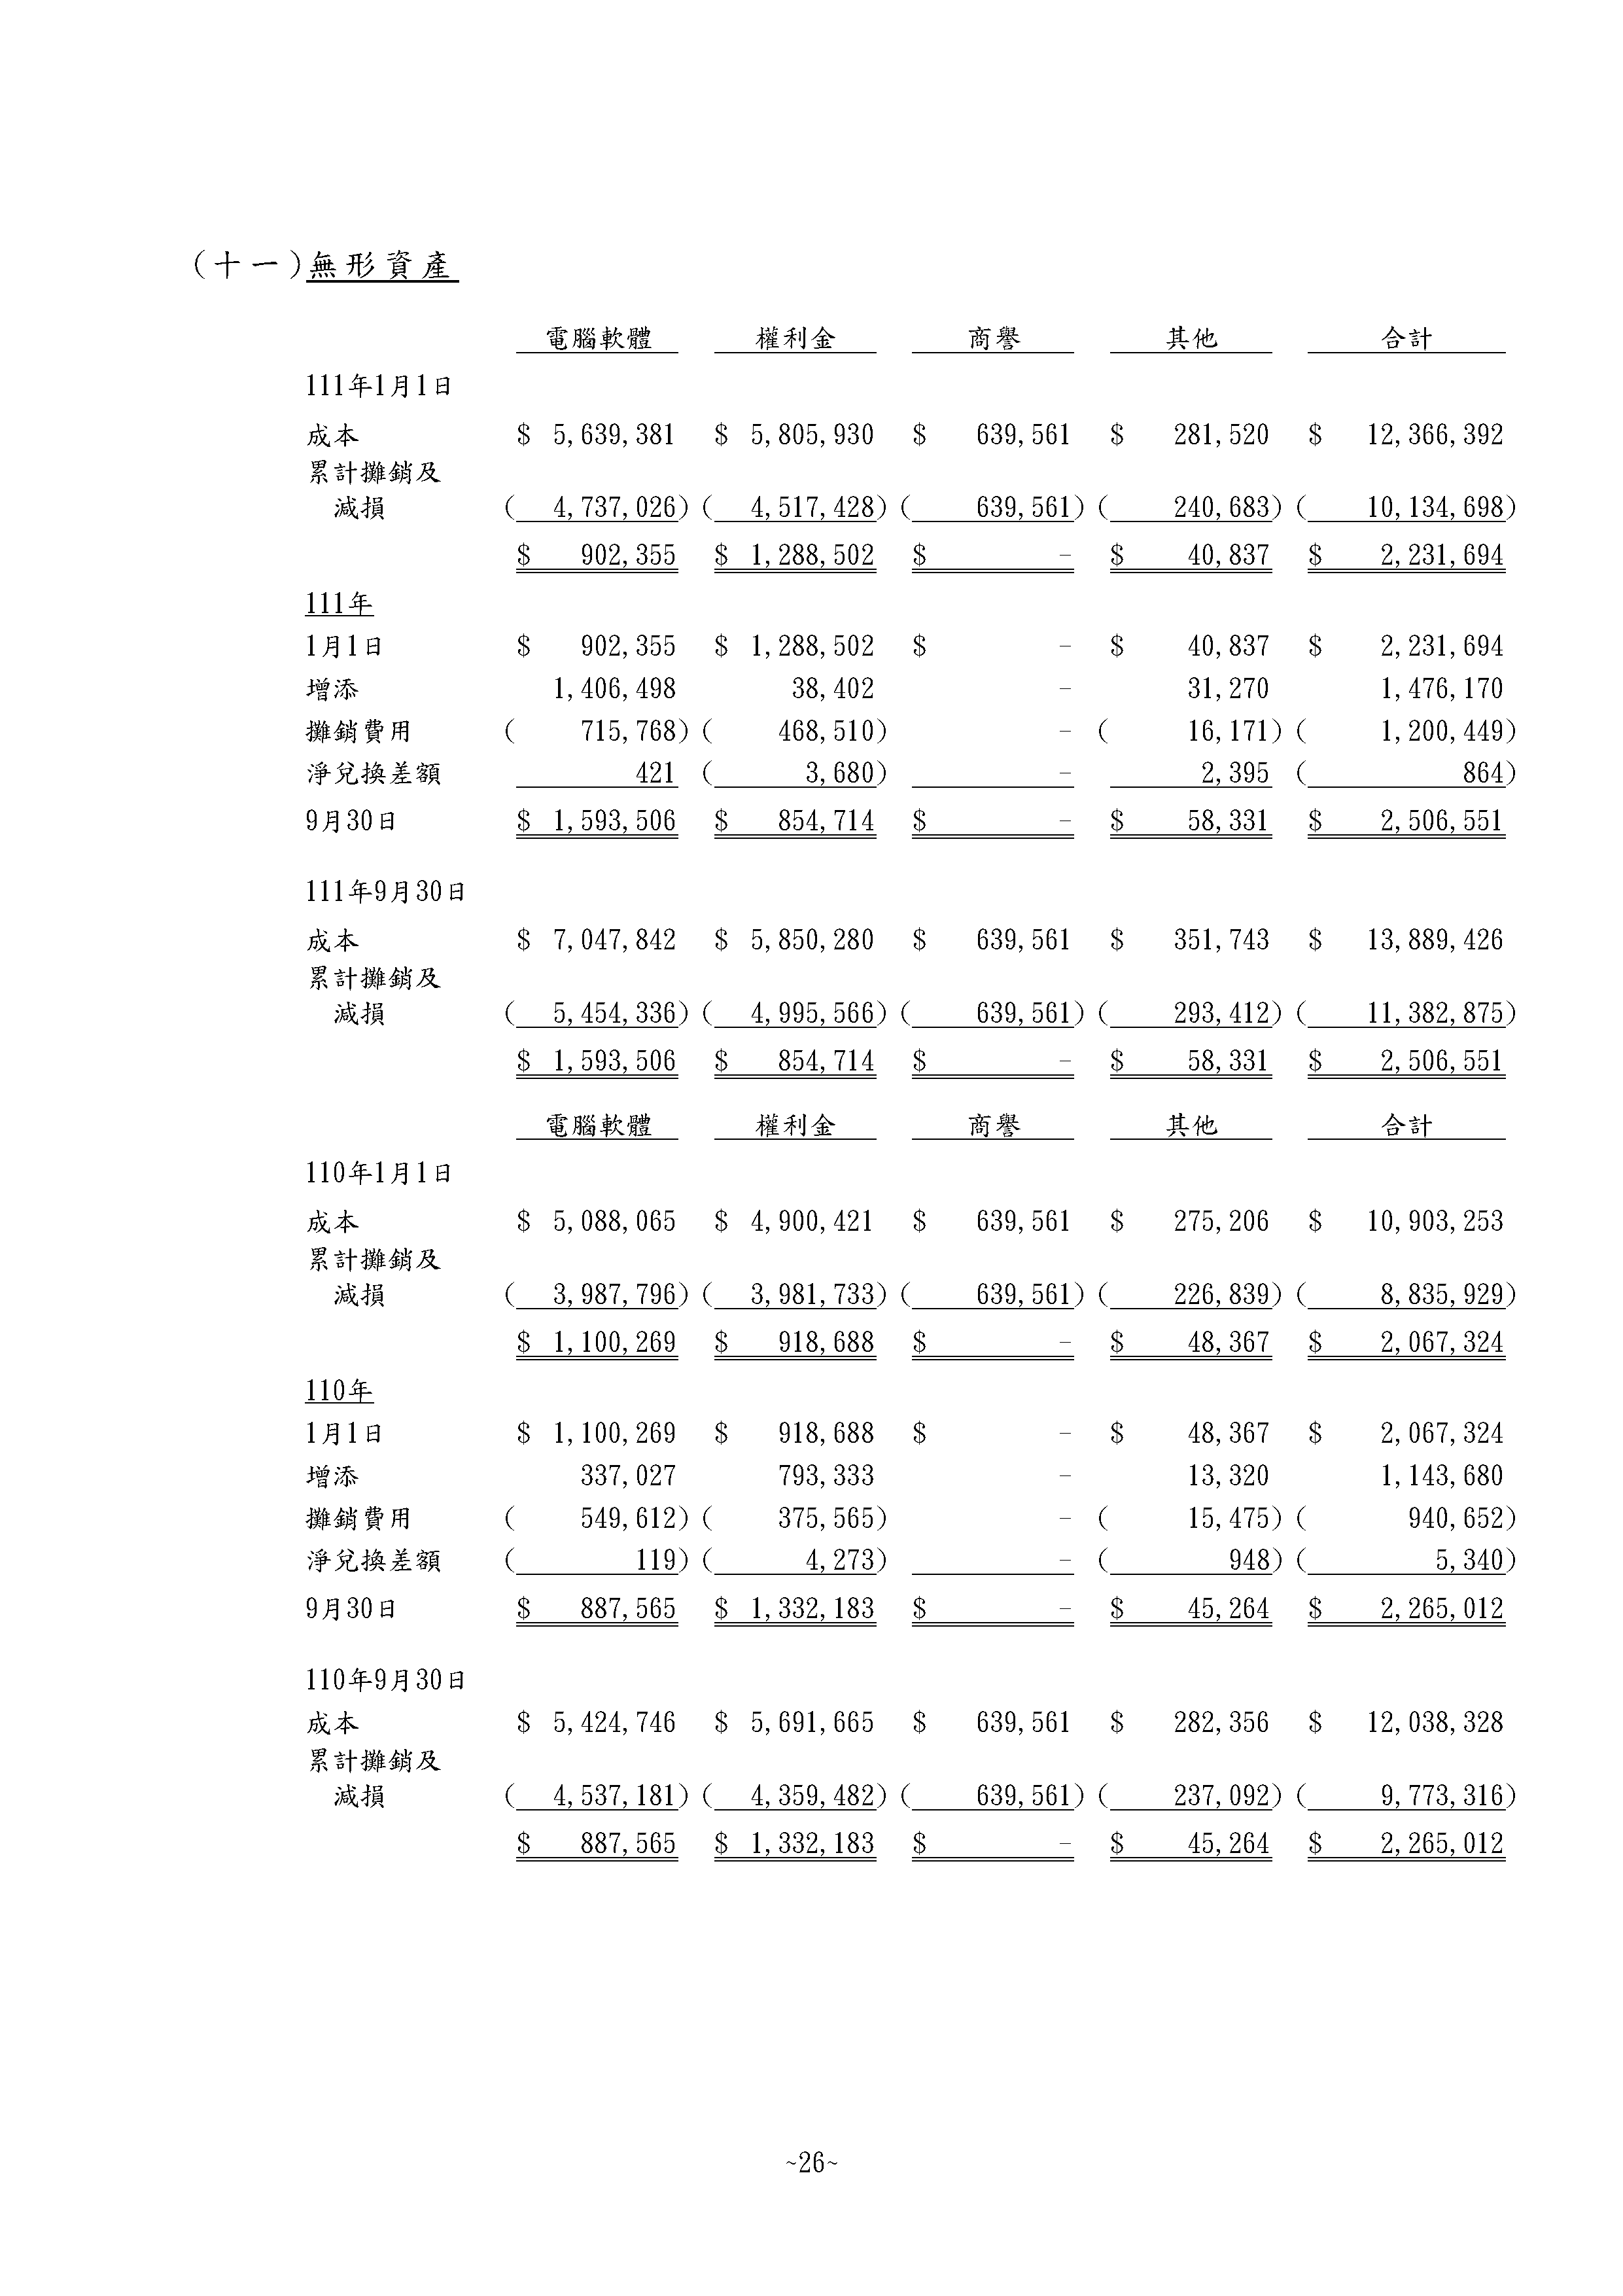 (十一)無形資產
電腦軟體 權利金 商譽 其他 合計
111年1月1日
成本 $ 5,639,381 $ 5,805,930 $ 639,561 $ 281,520 $ 12,366,392
累計攤銷及
減損 ( 4,737,026) ( 4,517,428) ( 639,561) ( 240,683) ( 10,134,698)
$ 902,355 $ 1,288,502 $ - $ 40,837 $ 2,231,694
111年
1月1日 $ 902,355 $ 1,288,502 $ - $ 40,837 $ 2,231,694
增添 1,406,498 38,402 - 31,270 1,476,170
攤銷費用 ( 715,768) ( 468,510) - ( 16,171) ( 1,200,449)
淨兌換差額 421 ( 3,680) - 2,395 ( 864)
9月30日 $ 1,593,506 $ 854,714 $ - $ 58,331 $ 2,506,551
111年9月30日
成本 $ 7,047,842 $ 5,850,280 $ 639,561 $ 351,743 $ 13,889,426
累計攤銷及
減損 ( 5,454,336) ( 4,995,566) ( 639,561) ( 293,412) ( 11,382,875)
$ 1,593,506 $ 854,714 $ - $ 58,331 $ 2,506,551
電腦軟體 權利金 商譽 其他 合計
110年1月1日
成本 $ 5,088,065 $ 4,900,421 $ 639,561 $ 275,206 $ 10,903,253
累計攤銷及
減損 ( 3,987,796) ( 3,981,733) ( 639,561) ( 226,839) ( 8,835,929)
$ 1,100,269 $ 918,688 $ - $ 48,367 $ 2,067,324
110年
1月1日 $ 1,100,269 $ 918,688 $ - $ 48,367 $ 2,067,324
增添 337,027 793,333 - 13,320 1,143,680
攤銷費用 ( 549,612) ( 375,565) - ( 15,475) ( 940,652)
淨兌換差額 ( 119) ( 4,273) - ( 948) ( 5,340)
9月30日 $ 887,565 $ 1,332,183 $ - $ 45,264 $ 2,265,012
110年9月30日
成本 $ 5,424,746 $ 5,691,665 $ 639,561 $ 282,356 $ 12,038,328
累計攤銷及
減損 ( 4,537,181) ( 4,359,482) ( 639,561) ( 237,092) ( 9,773,316)
$ 887,565 $ 1,332,183 $ - $ 45,264 $ 2,265,012
~26~